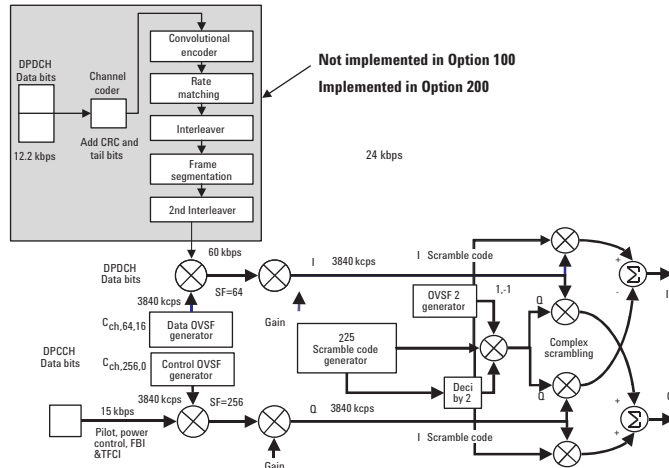 DPDCH
Data bits
12.2 kbps
Channel
coder
Add CRC and
tail bits
Convolutional
encoder
Rate
matching
Interleaver
Frame
segmentation
2nd Interleaver
Not implemented in Option 100
Implemented in Option 200
24 kbps
60 kbps
DPDCH
Data bits
3840 kcps
SF=64
I 3840 kcps
I Scramble code
Cch,64,16
Data OVSF
generator
Gain
OVSF 2
generator
1,-1
Q
Σ
+
-
I
225
Scramble code
generator
Complex
scrambling
DPCCH
Data bits
Cch,256,0
Control OVSF
generator
Deci
by 2
Q
3840 kcps
15 kbps
SF=256
Q 3840 kcps
Σ
+
+
Pilot, power
control, FBI
&TFCI
I Scramble code
Gain